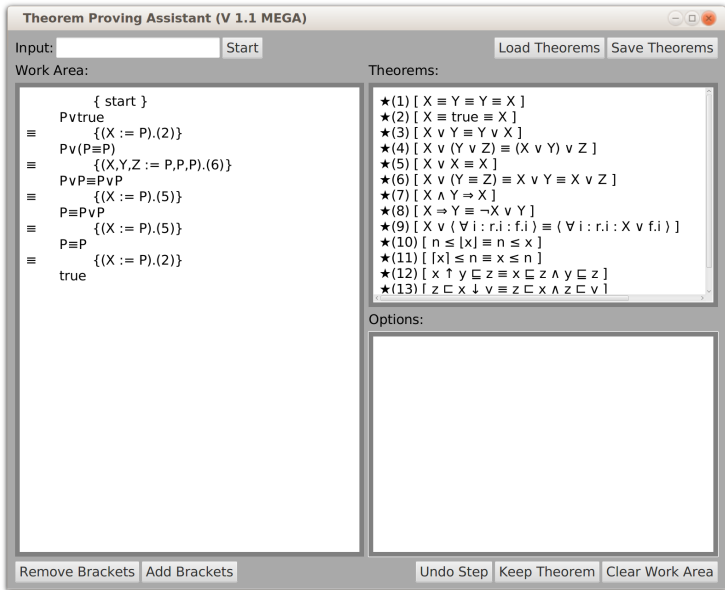 Theorem Proving Assistant (V 1.1 MEGA)
Input:
Start
Load Theorems
Save Theorems
Work Area:
{ start }
P∨true
≡ {(X := P).(2)}
P∨(P≡P)
≡ {(X,Y,Z := P,P,P).(6)}
P∨P≡P∨P
≡ {(X := P).(5)}
P≡P∨P
≡ {(X := P).(5)}
P≡P
≡ {(X := P).(2)}
true
Theorems:
★(1) [ X ≡ Y ≡ Y ≡ X ]
★(2) [ X ≡ true ≡ X ]
★(3) [ X ∨ Y ≡ Y ∨ X ]
★(4) [ X ∨ (Y ∨ Z) ≡ (X ∨ Y) ∨ Z ]
★(5) [ X ∨ X ≡ X ]
★(6) [ X ∨ (Y ≡ Z) ≡ X ∨ Y ≡ X ∨ Z ]
★(7) [ X ∧ Y ⇒ X ]
★(8) [ X ⇒ Y ≡ ¬X ∨ Y ]
★(9) [ X ∨ ⟨ ∀ i : r.i : f.i ⟩ ≡ ⟨ ∀ i : r.i : X ∨ f.i ⟩ ]
★(10) [ n ≤ ⌊x⌋ ≡ n ≤ x ]
★(11) [ ⌈x⌉ ≤ n ≡ x ≤ n ]
★(12) [ x ↑ y ⊑ z ≡ x ⊑ z ∧ y ⊑ z ]
★(13) [ z ⊑ x ↓ y ≡ z ⊑ x ∧ z ⊑ y ]
Options:
Remove Brackets
Add Brackets
Undo Step
Keep Theorem
Clear Work Area